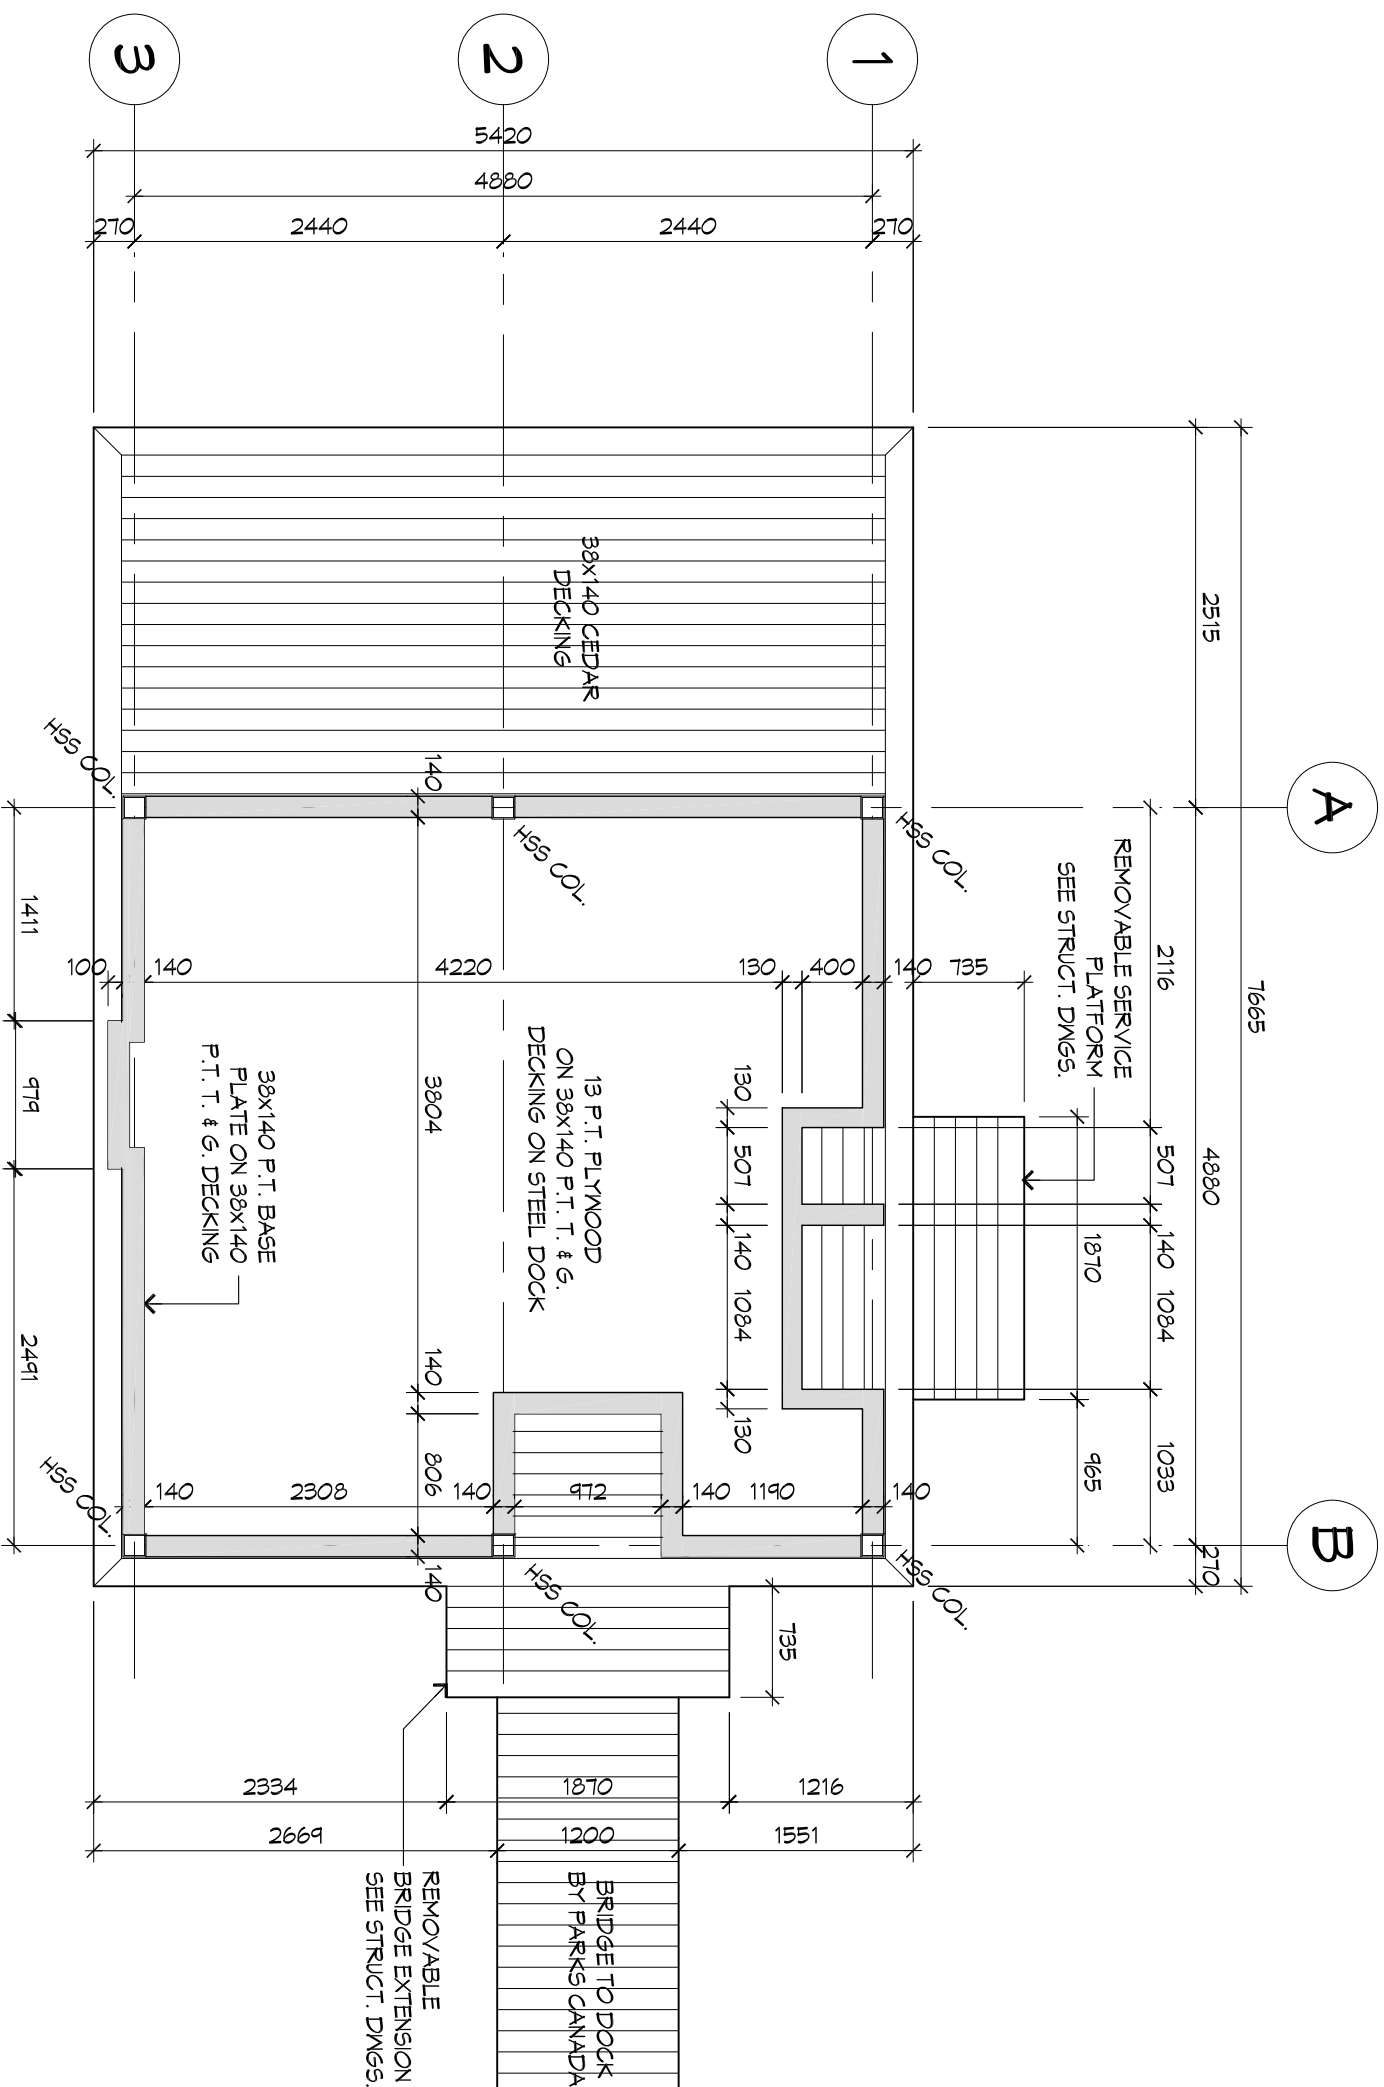 3
2
1
5420
4880
270
2440
2440
270
A
B
7665
2515
4880
270
2116
507
140
1084
1033
1870
965
REMOVABLE SERVICE
PLATFORM
SEE STRUCT. DWGS.
38x140 CEDAR
DECKING
HSS COL.
HSS COL.
HSS COL.
140
100
140
4220
130
400
140
735
1411
979
2491
3804
140
806
140
130
507
140
1084
130
13 P.T. PLYWOOD
ON 38x140 P.T. T. & G.
DECKING ON STEEL DOCK
38x140 P.T. BASE
PLATE ON 38x140
P.T. T. & G. DECKING
140
2308
140
972
140
1190
140
HSS COL.
HSS COL.
HSS COL.
735
2334
1870
1216
2669
1200
1551
REMOVABLE
BRIDGE EXTENSION
SEE STRUCT. DWGS.
BRIDGE TO DOCK
BY PARKS CANADA